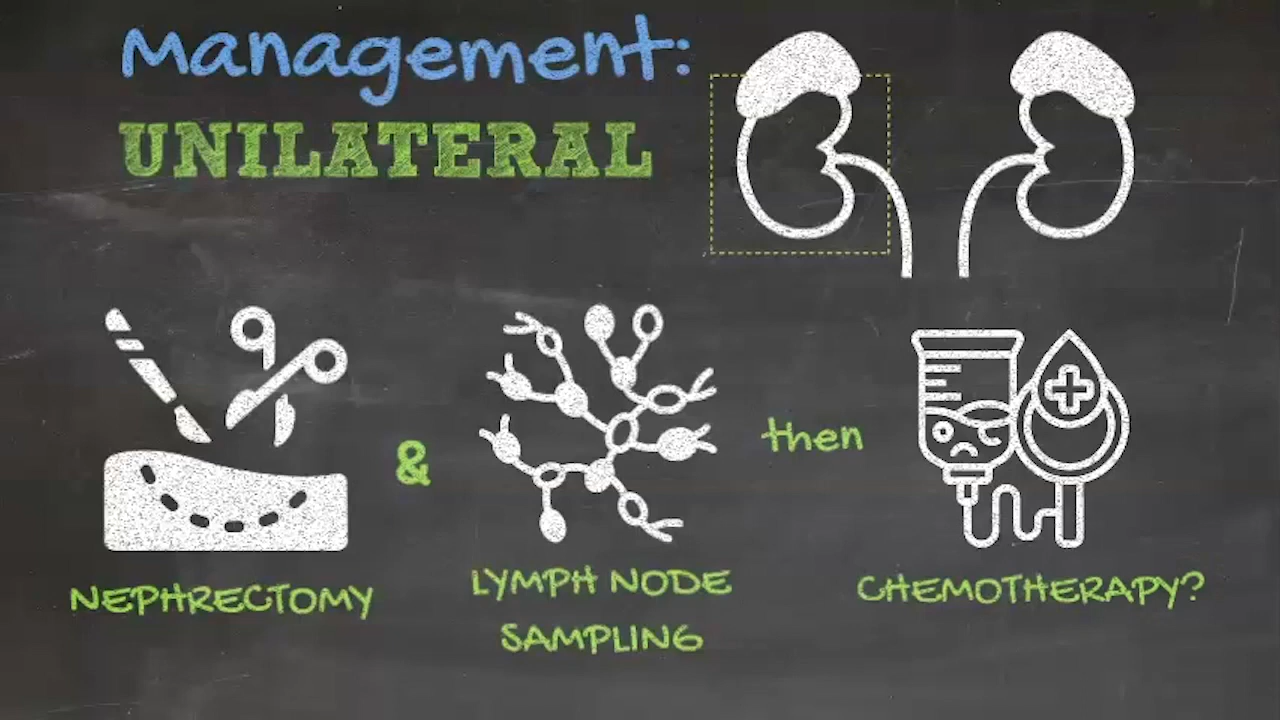 Management:
UNILATERAL
&
then
NEPHRECTOMY
LYMPH NODE
SAMPLING
CHEMOTHERAPY?